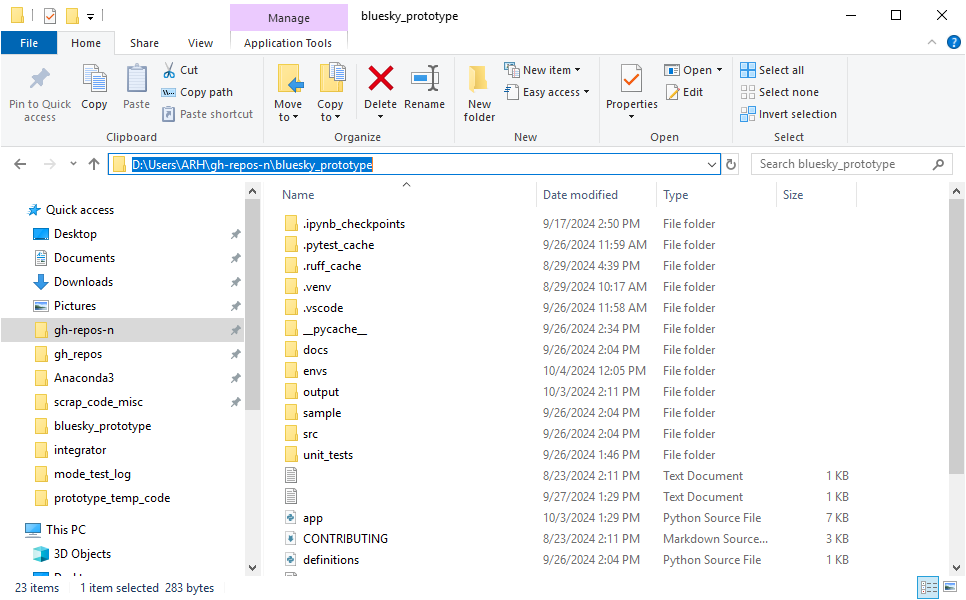 Manage
bluesky_prototype
File
Home
Share
View
Application Tools
Pin to Quick access
Copy
Paste
Cut
Copy path
Paste shortcut
Clipboard
Move to
Copy to
Delete
Rename
Organize
New folder
New item
Easy access
New
Properties
Open
Edit
Open
Select all
Select none
Invert selection
Select
D:\Users\ARH\gh-repos-n\bluesky_prototype
Search bluesky_prototype
Quick access
Desktop
Documents
Downloads
Pictures
gh-repos-n
gh_repos
Anaconda3
scrap_code_misc
bluesky_prototype
integrator
mode_test_log
prototype_temp_code
This PC
3D Objects
Name Date modified Type Size
.ipynb_checkpoints 9/17/2024 2:50 PM File folder
.pytest_cache 9/26/2024 11:59 AM File folder
.ruff_cache 8/29/2024 4:39 PM File folder
.venv 8/29/2024 10:17 AM File folder
.vscode 9/26/2024 11:58 AM File folder
__pycache__ 9/26/2024 2:34 PM File folder
docs 9/26/2024 2:04 PM File folder
envs 10/4/2024 12:05 PM File folder
output 10/3/2024 2:11 PM File folder
sample 9/26/2024 2:04 PM File folder
src 9/26/2024 2:04 PM File folder
unit_tests 9/26/2024 1:46 PM File folder
8/23/2024 2:11 PM Text Document 1 KB
9/27/2024 1:29 PM Text Document 1 KB
app 10/3/2024 1:29 PM Python Source File 7 KB
CONTRIBUTING 8/23/2024 2:11 PM Markdown Source... 3 KB
definitions 9/26/2024 2:04 PM Python Source File 1 KB
23 items 1 item selected 283 bytes